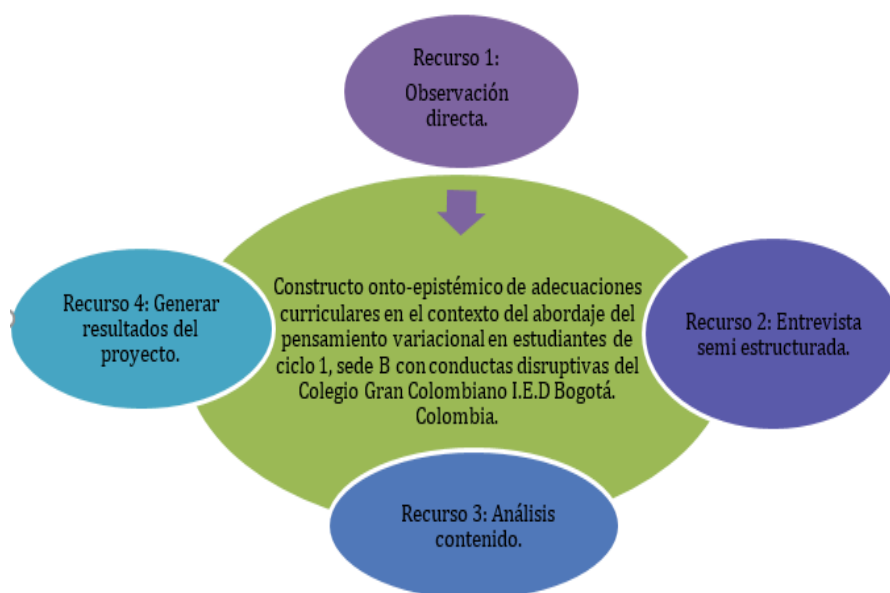 Recurso 1:
Observación
directa.
Constructo onto-epistémico de adecuaciones
curriculares en el contexto del abordaje del
pensamiento variacional en estudiantes de
ciclo 1, sede B con conductas disruptivas del
Colegio Gran Colombiano I.E.D Bogotá.
Colombia.
Recurso 2: Entrevista
semi estructurada.
Recurso 3: Análisis
contenido.
Recurso 4: Generar
resultados del
proyecto.